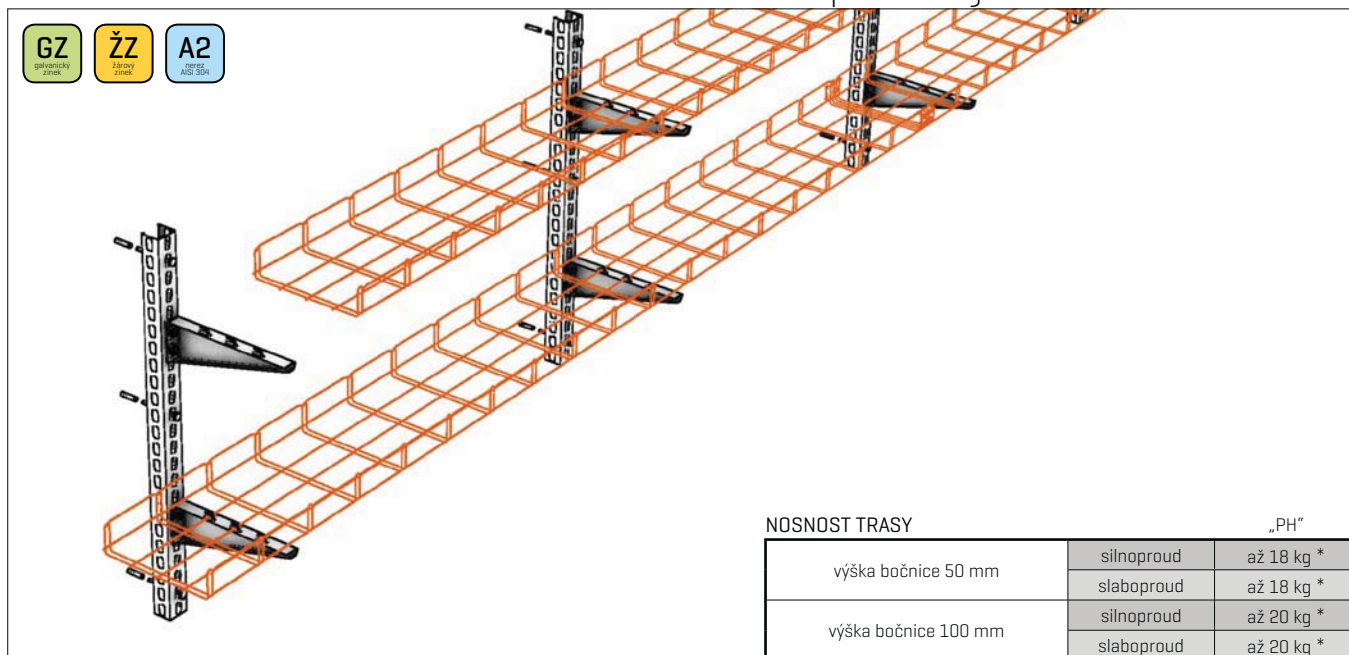 GZ
galvanický
zinek
ŽZ
žárový
zinek
A2
nerez
AISI 304
NOSNOST TRASY „PH“
výška bočnice 50 mm silnoproud až 18 kg *
slaboproud až 18 kg *
výška bočnice 100 mm silnoproud až 20 kg *
slaboproud až 20 kg *